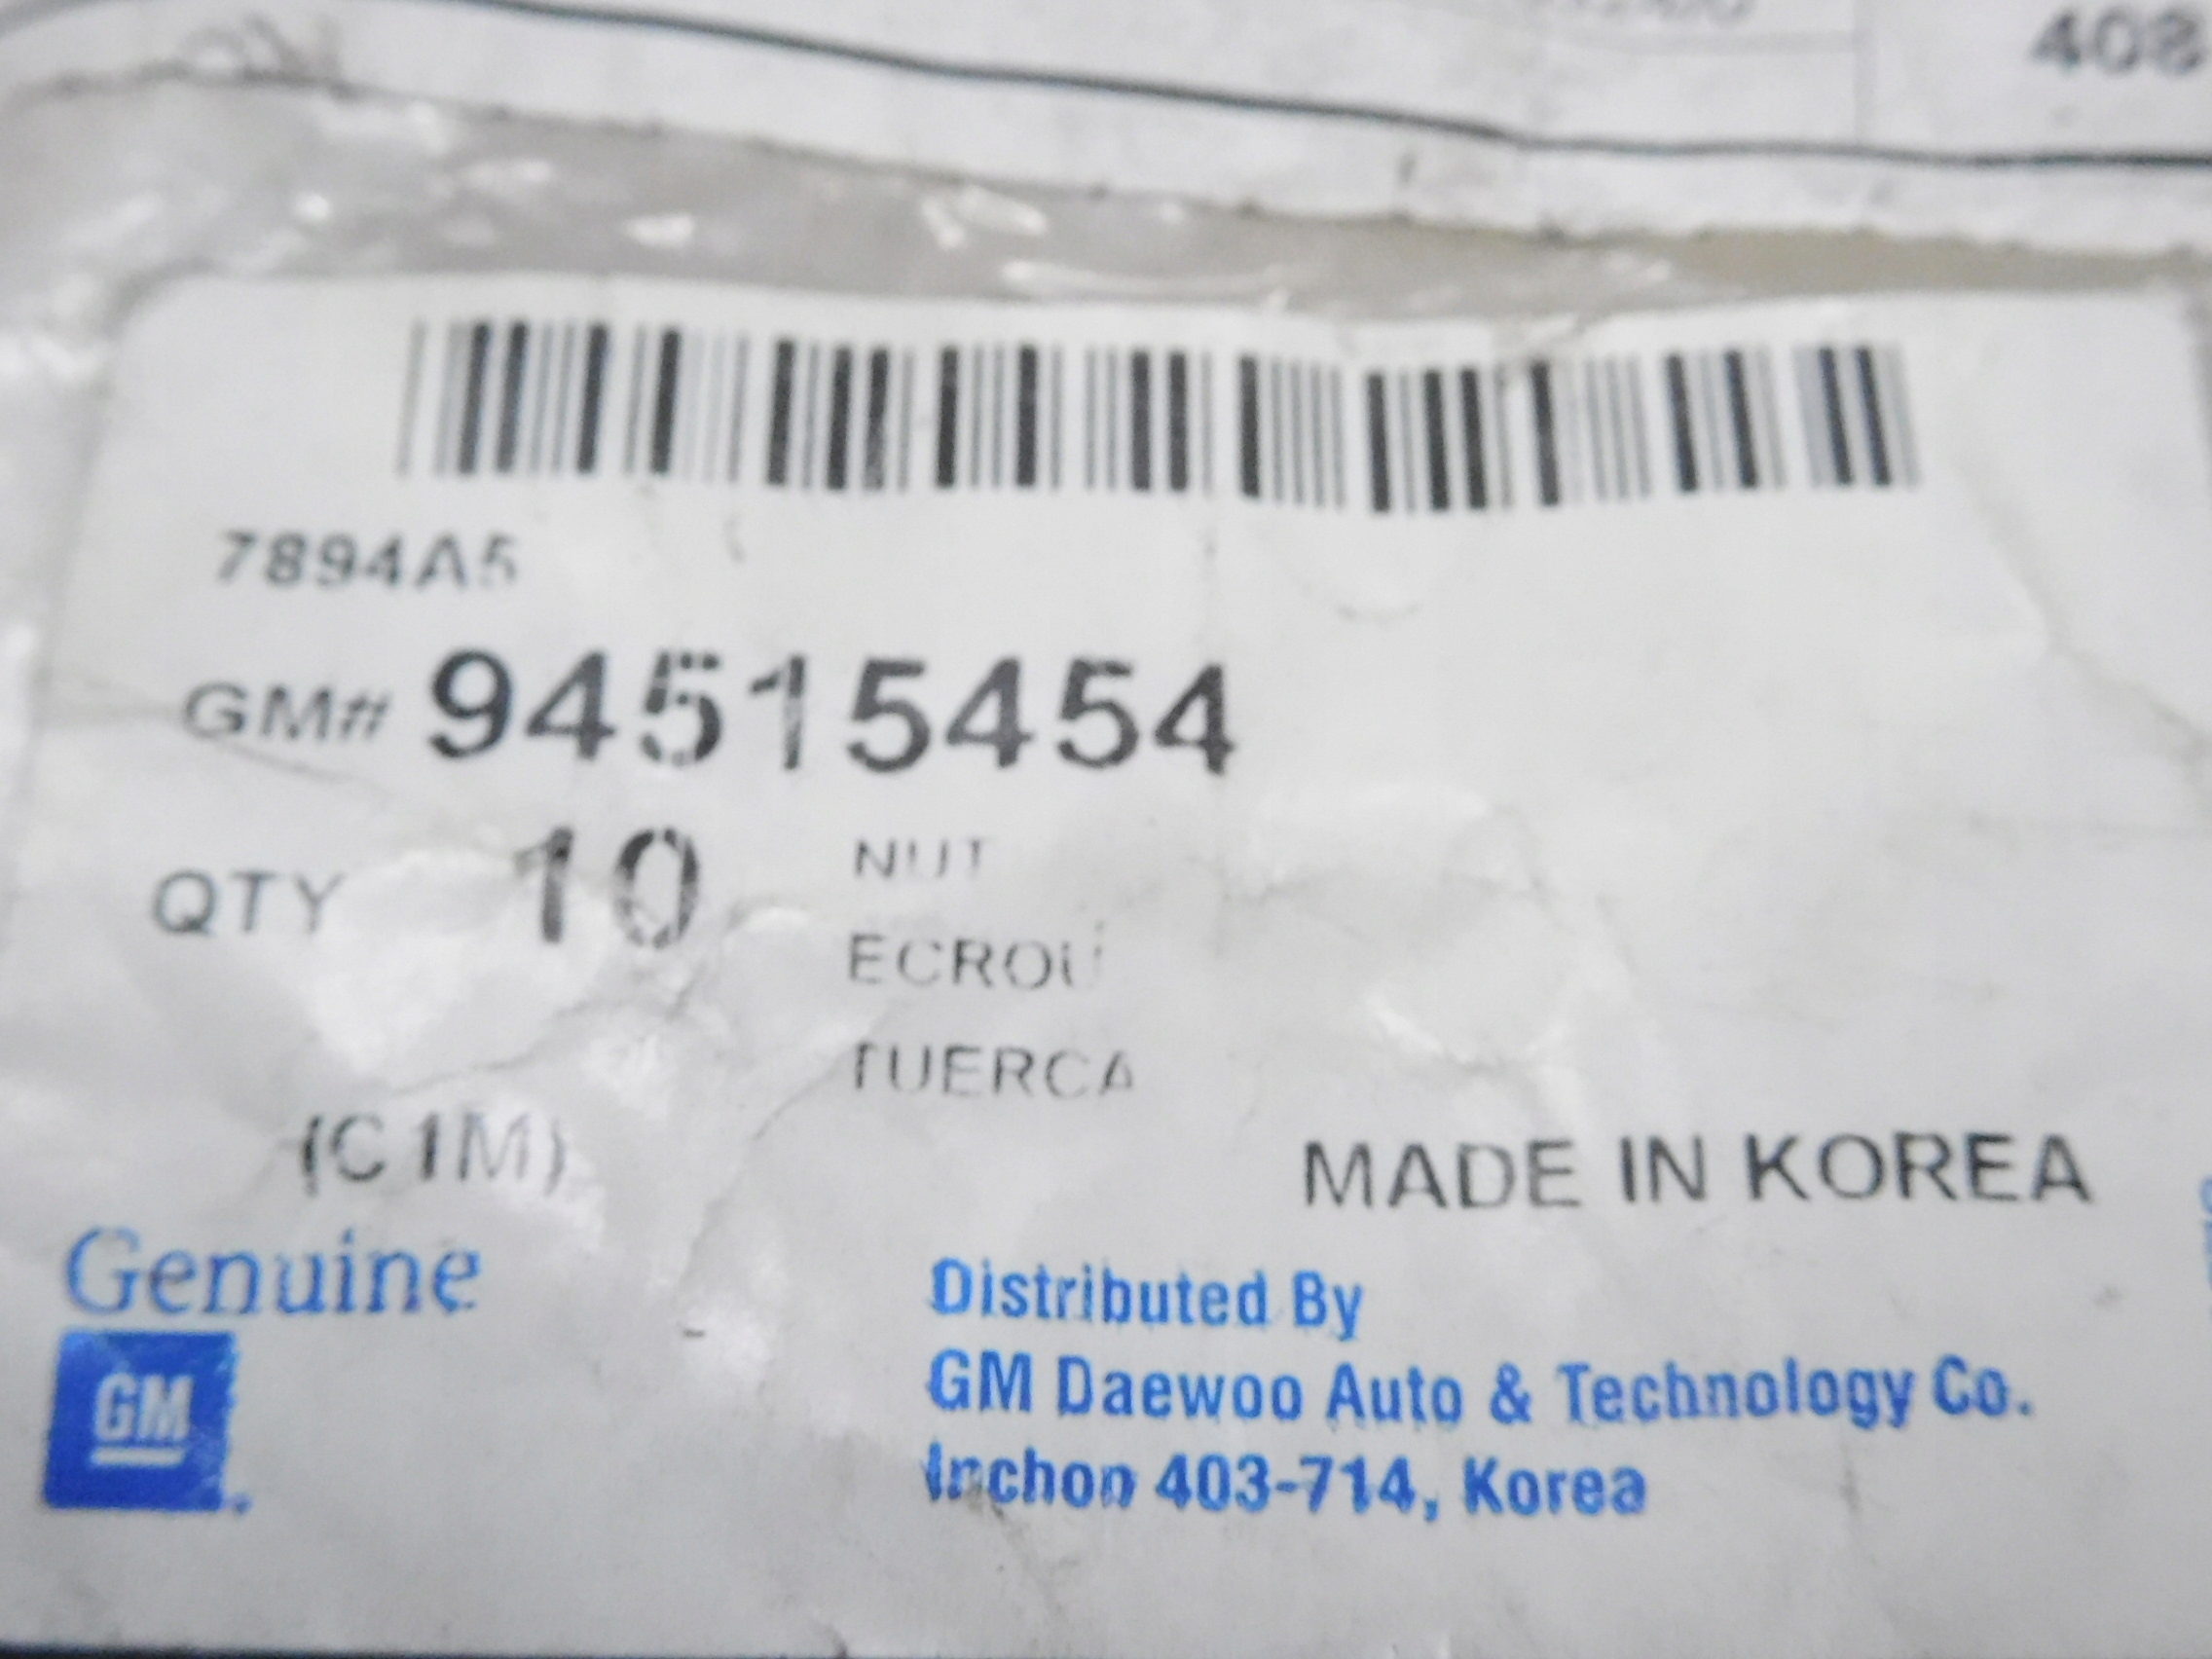 408
7894A5
GM# 94515454
QTY 10 NUT
ECROU
TUERCA
(C1M)
MADE IN KOREA
Genuine
GM
Distributed By
GM Daewoo Auto & Technology Co.
Inchon 403-714, Korea